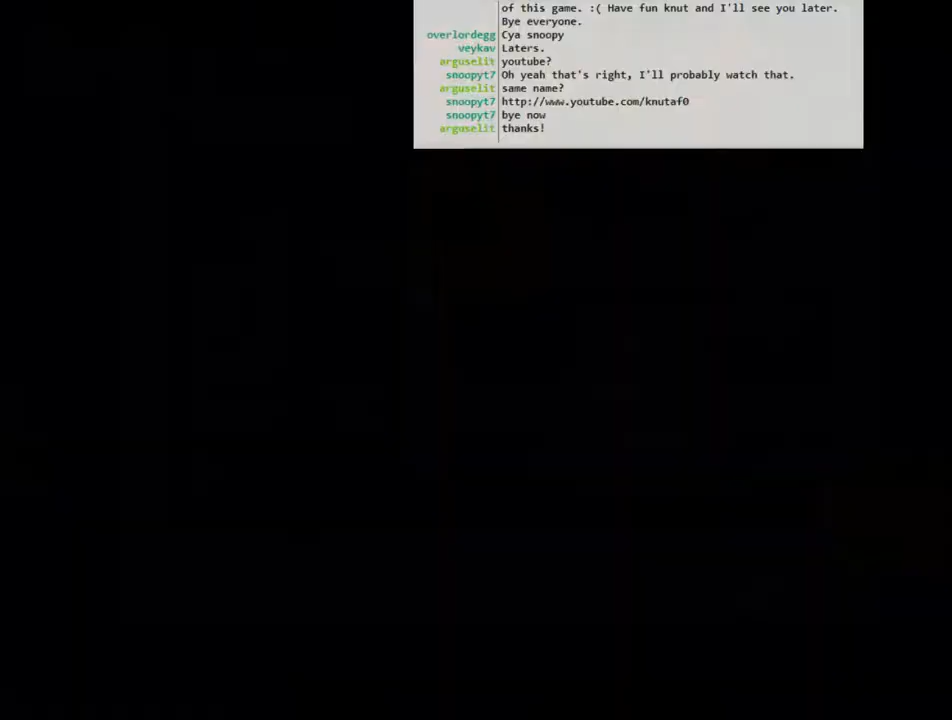 of this game. :( Have fun knut and I'll see you later.
Bye everyone.
overlordegg Cya snoopy
veykav Laters.
arguselit youtube?
snoopyt7 Oh yeah that's right, I'll probably watch that.
arguselit same name?
snoopyt7 http://www.youtube.com/knutaf0
snoopyt7 bye now
arguselit thanks!